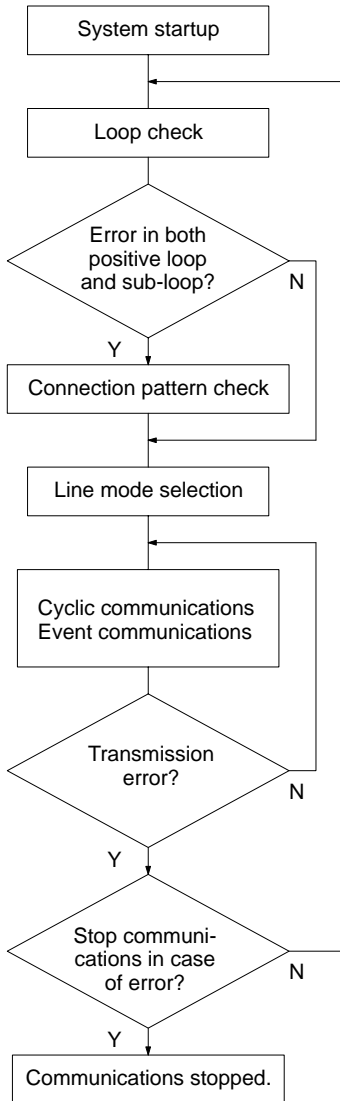 System startup
Loop check
Error in both
positive loop
and sub-loop?
N
Y
Connection pattern check
Line mode selection
Cyclic communications
Event communications
Transmission
error?
N
Y
Stop communi-
cations in case
of error?
N
Y
Communications stopped.